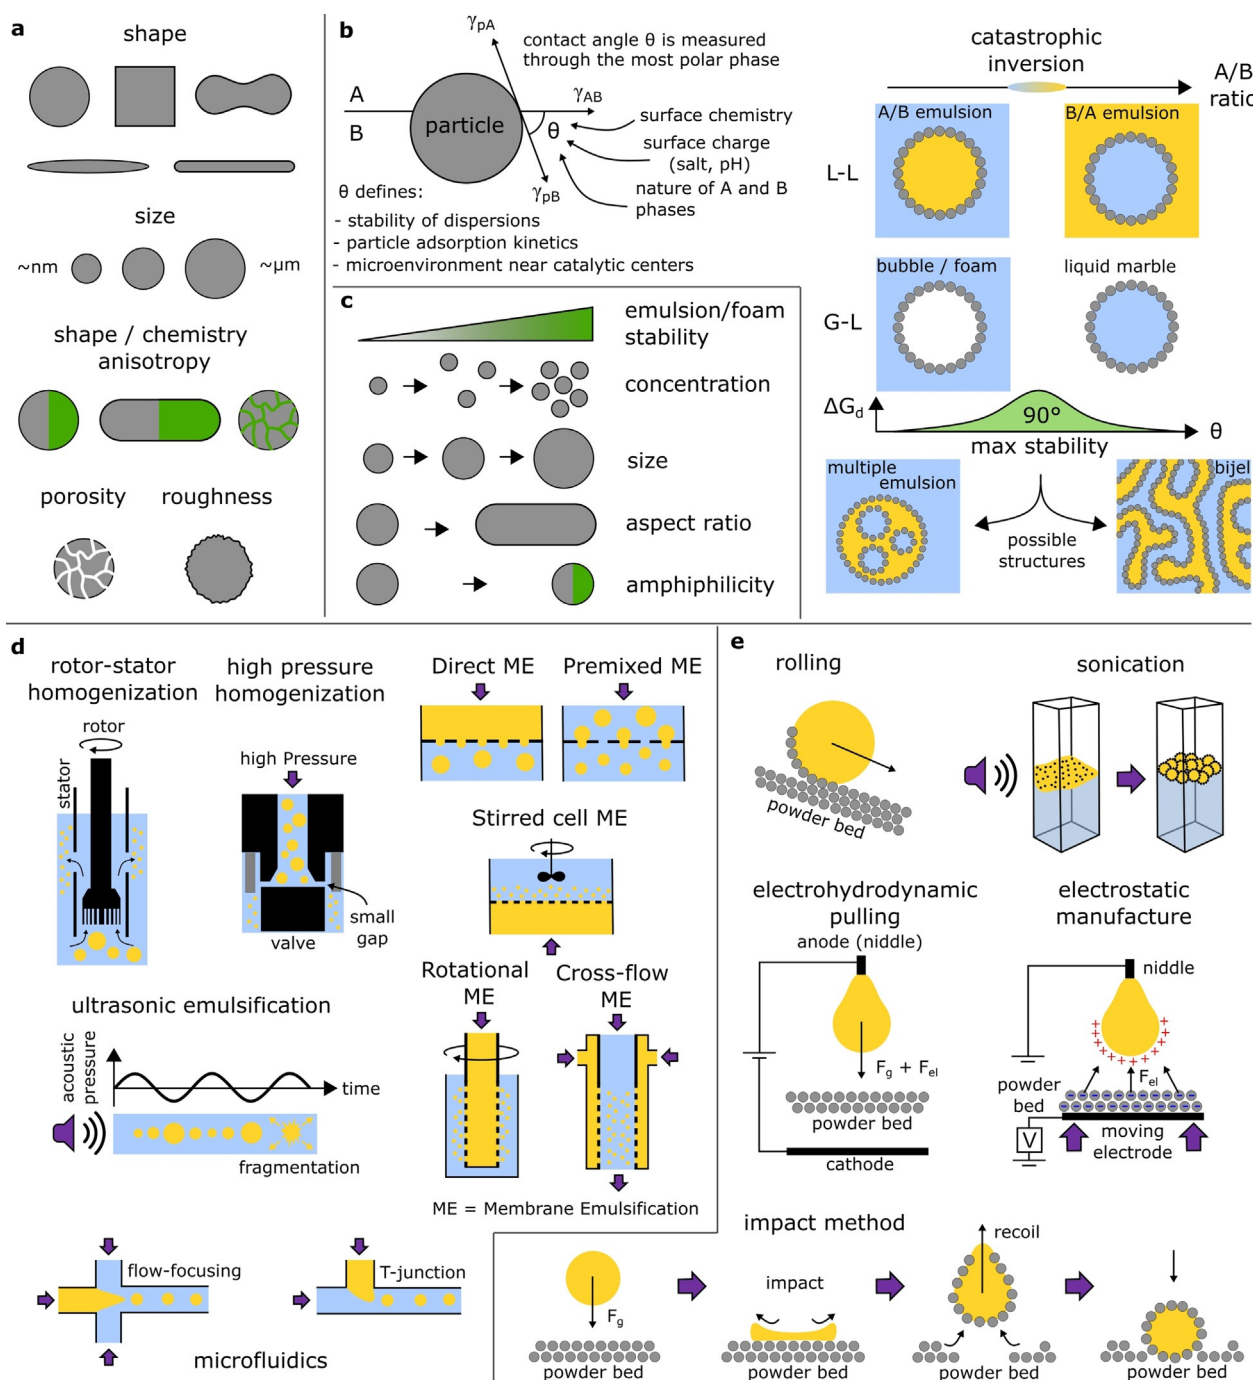 a
shape
size
~nm
~μm
shape / chemistry
anisotropy
porosity
roughness
b
γpA
contact angle θ is measured
through the most polar phase
A
B
particle
γAB
θ
γpB
surface chemistry
surface charge
(salt, pH)
nature of A and B
phases
θ defines:
- stability of dispersions
- particle adsorption kinetics
- microenvironment near catalytic centers
catastrophic
inversion
A/B
ratio
A/B emulsion
B/A emulsion
L-L
bubble / foam
liquid marble
G-L
ΔGd
90°
θ
max stability
multiple
emulsion
bijel
possible
structures
c
emulsion/foam
stability
concentration
size
aspect ratio
amphiphilicity
d
rotor-stator
homogenization
rotor
stator
high pressure
homogenization
high Pressure
small
gap
valve
Direct ME
Premixed ME
Stirred cell ME
Rotational
ME
Cross-flow
ME
ME = Membrane Emulsification
ultrasonic emulsification
acoustic
pressure
time
fragmentation
flow-focusing
T-junction
microfluidics
e
rolling
powder bed
sonication
electrohydrodynamic
pulling
anode (niddle)
Fg + Fel
powder bed
cathode
electrostatic
manufacture
niddle
+ + + + + + + + + + +
Fel
powder
bed
V
moving
electrode
impact method
Fg
powder bed
impact
powder bed
recoil
powder bed
powder bed